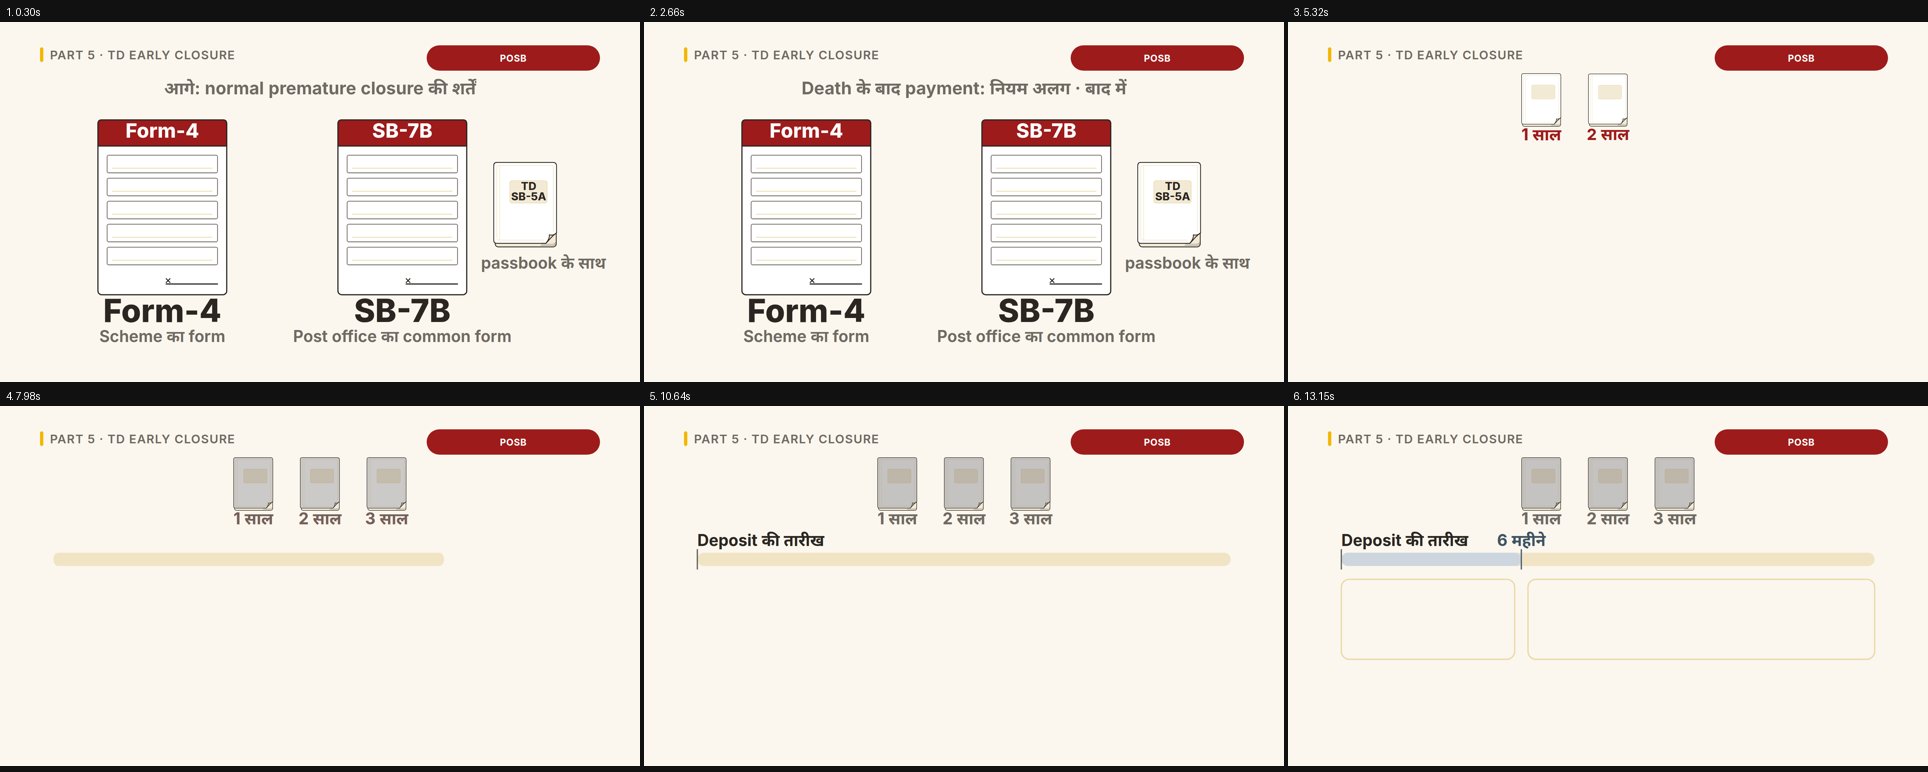 1. 0.30s
PART 5 · TD EARLY CLOSURE
POSB
आगे: normal premature closure की शर्तें
Form-4
SB-7B
TD
SB-5A
passbook के साथ
Form-4
SB-7B
Scheme का form
Post office का common form
2. 2.66s
PART 5 · TD EARLY CLOSURE
POSB
Death के बाद payment: नियम अलग · बाद में
Form-4
SB-7B
TD
SB-5A
passbook के साथ
Form-4
SB-7B
Scheme का form
Post office का common form
3. 5.32s
PART 5 · TD EARLY CLOSURE
POSB
1 साल
2 साल
4. 7.98s
PART 5 · TD EARLY CLOSURE
POSB
1 साल
2 साल
3 साल
5. 10.64s
PART 5 · TD EARLY CLOSURE
POSB
1 साल
2 साल
3 साल
Deposit की तारीख
6. 13.15s
PART 5 · TD EARLY CLOSURE
POSB
1 साल
2 साल
3 साल
Deposit की तारीख
6 महीने